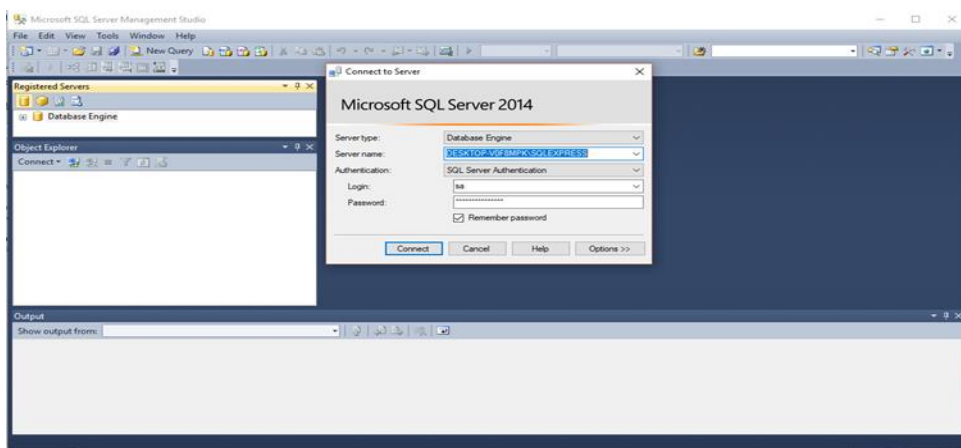 Microsoft SQL Server Management Studio
File Edit View Tools Window Help
New Query
Registered Servers
Database Engine
Object Explorer
Connect
Connect to Server
Microsoft SQL Server 2014
Server type: Database Engine
Server name: DESKTOP-V0F8MPK\SQLEXPRESS
Authentication: SQL Server Authentication
Login: sa
Password: ***************
Remember password
Connect Cancel Help Options >>
Output
Show output from: